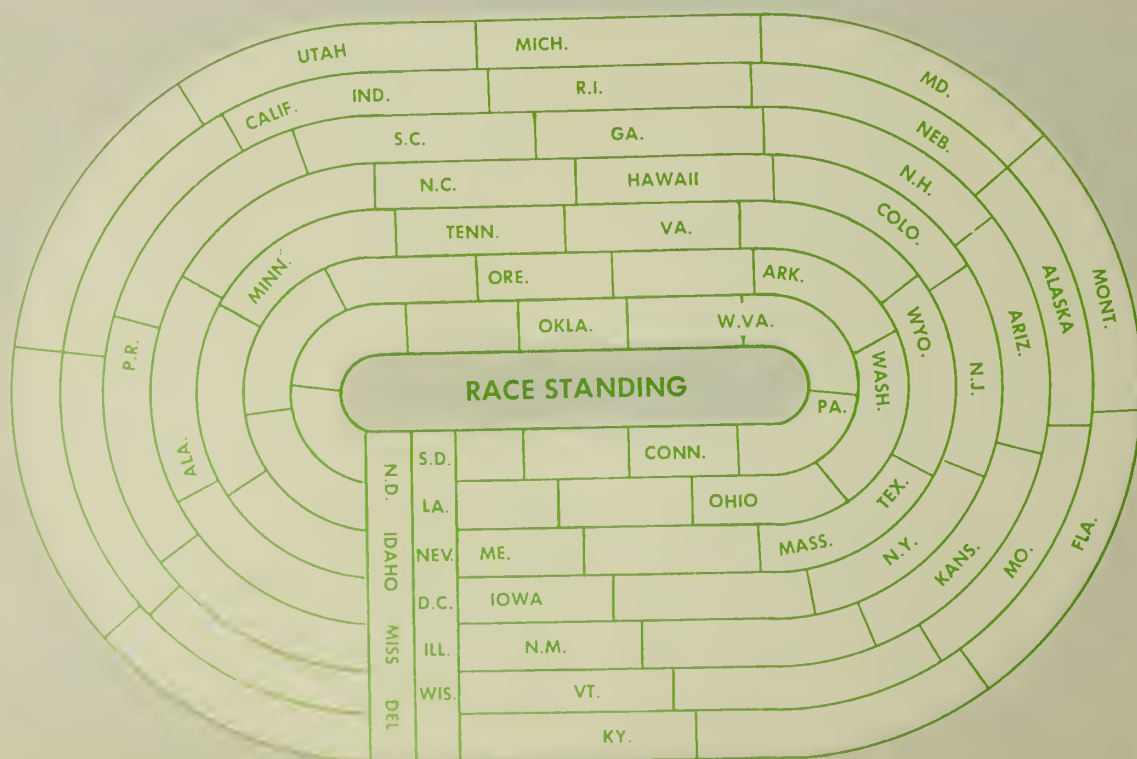 UTAH
MICH.
MD.
CALIF.
IND.
R.I.
NEB.
S.C.
GA.
N.H.
N.C.
HAWAII
COLO.
TENN.
VA.
MINN.
ORE.
ARK.
ALASKA
MONT.
OKLA.
W.VA.
WYO.
ARIZ.
P.R.
WASH.
N.J.
RACE STANDING
PA.
ALA.
S.D.
CONN.
N.D.
LA.
OHIO
TEX.
FLA.
IDAHO
NEV.
ME.
MASS.
N.Y.
KANS.
MO.
D.C.
IOWA
MISS
ILL.
N.M.
DEL
WIS.
VT.
KY.